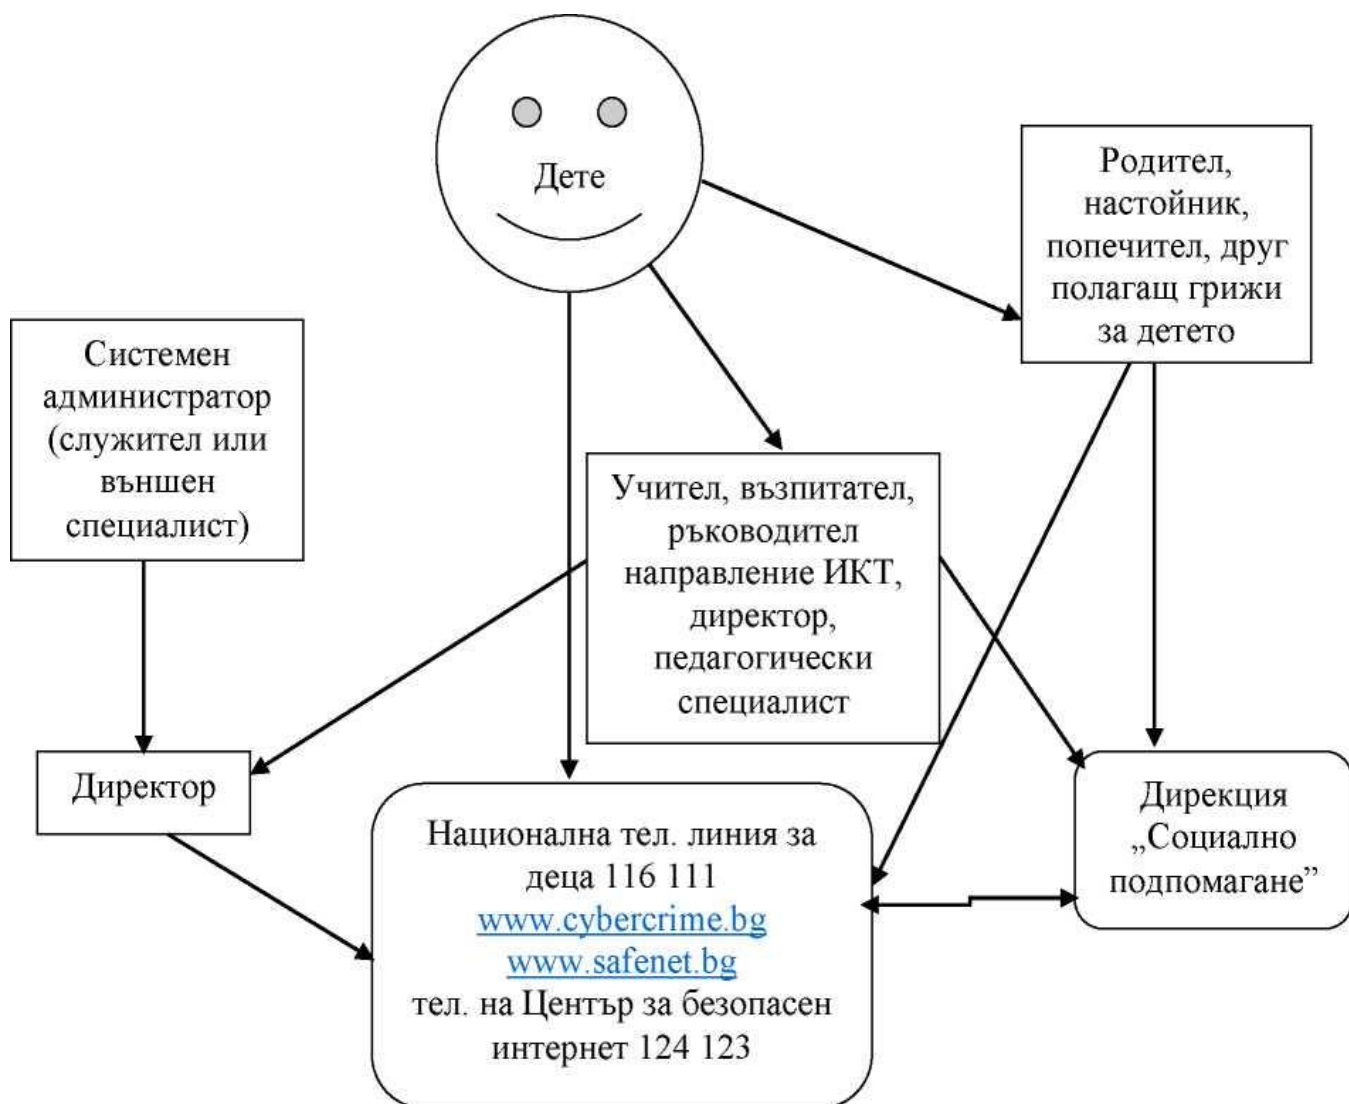 Дете
Родител,
настойник,
попечител, друг
полагащ грижи
за детето
Системен
администратор
(служител или
външен
специалист)
Учител, възпитател,
ръководител
направление ИКТ,
директор,
педагогически
специалист
Директор
Национална тел. линия за
деца 116 111
www.cybercrime.bg
www.safenet.bg
тел. на Център за безопасен
интернет 124 123
Дирекция
„Социално
подпомагане”